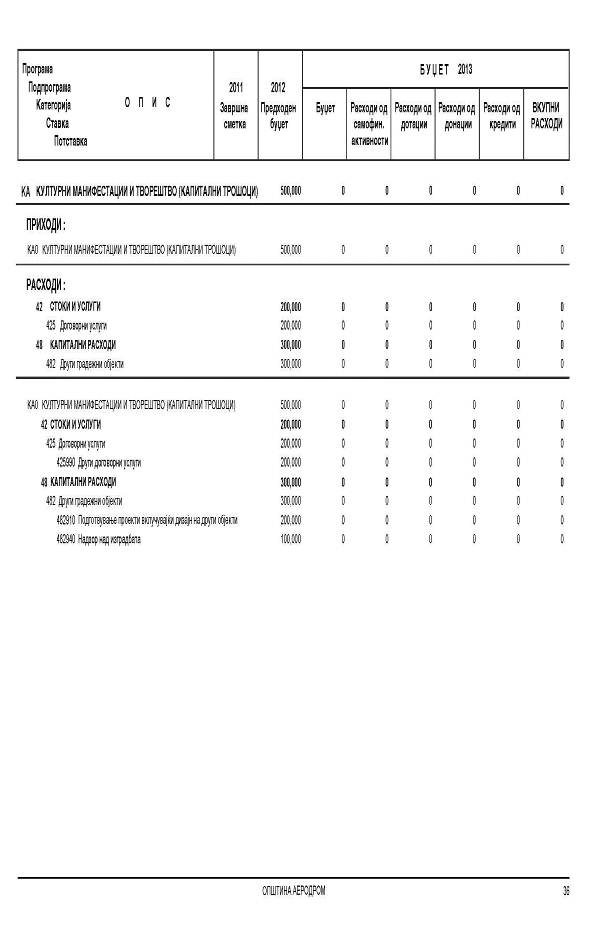 Програма
Подпрограма
Категорија
Ставка
Потставка
О П И С
2011
Завршна
сметка
2012
Предходен
буџет
БУЏЕТ 2013
Буџет
Расходи од
самофин.
активности
Расходи од
дотации
Расходи од
донации
Расходи од
кредити
ВКУПНИ
РАСХОДИ
КА КУЛТУРНИ МАНИФЕСТАЦИИ И ТВОРЕШТВО (КАПИТАЛНИ ТРОШОЦИ) 500,000 0 0 0 0 0 0
ПРИХОДИ :
КА0 КУЛТУРНИ МАНИФЕСТАЦИИ И ТВОРЕШТВО (КАПИТАЛНИ ТРОШОЦИ) 500,000 0 0 0 0 0 0
РАСХОДИ :
42 СТОКИ И УСЛУГИ 200,000 0 0 0 0 0 0
425 Договорни услуги 200,000 0 0 0 0 0 0
48 КАПИТАЛНИ РАСХОДИ 300,000 0 0 0 0 0 0
482 Други градежни објекти 300,000 0 0 0 0 0 0
КА0 КУЛТУРНИ МАНИФЕСТАЦИИ И ТВОРЕШТВО (КАПИТАЛНИ ТРОШОЦИ) 500,000 0 0 0 0 0 0
42 СТОКИ И УСЛУГИ 200,000 0 0 0 0 0 0
425 Договорни услуги 200,000 0 0 0 0 0 0
425990 Други договорни услуги 200,000 0 0 0 0 0 0
48 КАПИТАЛНИ РАСХОДИ 300,000 0 0 0 0 0 0
482 Други градежни објекти 300,000 0 0 0 0 0 0
482910 Подготвување проекти вклучувајќи дизајн на други објекти 200,000 0 0 0 0 0 0
482940 Надзор над изградбата 100,000 0 0 0 0 0 0
ОПШТИНА АЕРОДРОМ 36